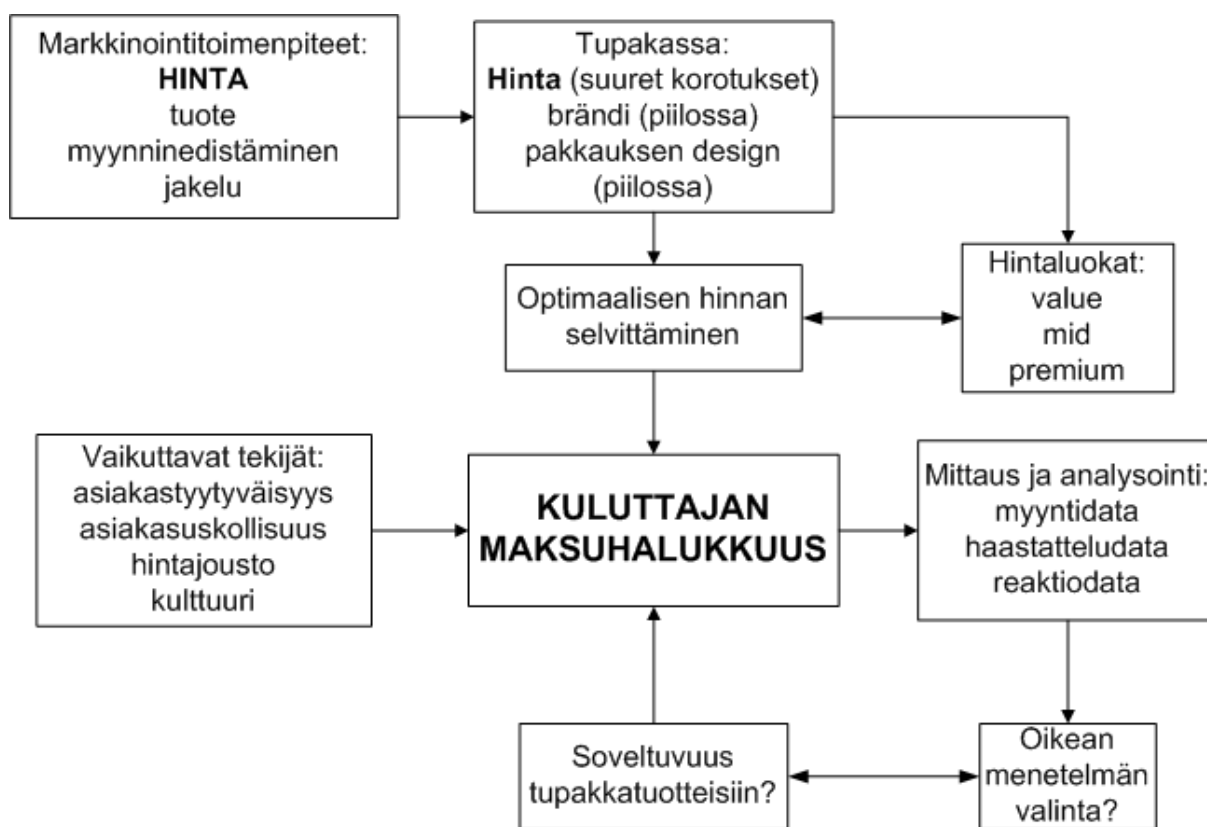 Markkinointitoimenpiteet:
HINTA
tuote
myynninedistäminen
jakelu
Tupakassa:
Hinta (suuret korotukset)
brändi (piilossa)
pakkauksen design
(piilossa)
Optimaalisen hinnan
selvittäminen
Hintaluokat:
value
mid
premium
Vaikuttavat tekijät:
asiakastyytyväisyys
asiakasuskollisuus
hintajousto
kulttuuri
KULUTTAJAN
MAKSUHALUKKUUS
Mittaus ja analysointi:
myyntidata
haastatteludata
reaktiodata
Soveltuvuus
tupakkatuotteisiin?
Oikean
menetelmän
valinta?